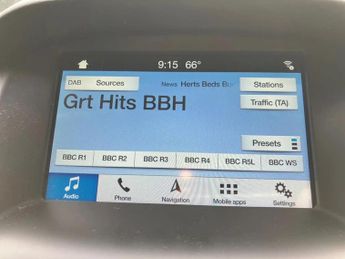 9:15 66°
DAB Sources News Herts Beds Bu Stations
Grt Hits BBH
Traffic (TA)
Presets
BBC R1 BBC R2 BBC R3 BBC R4 BBC R5L BBC WS
Audio Phone Navigation Mobile apps Settings